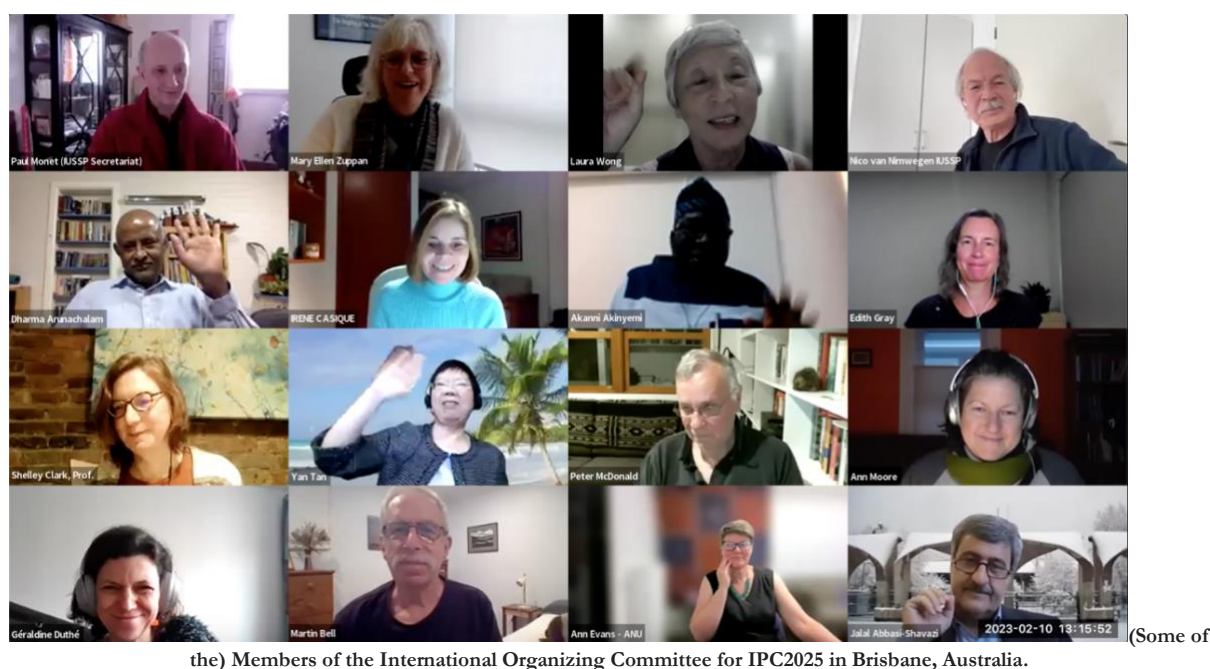 Paul Monet (IUSSP Secretariat)
Mary Ellen Zuppan
Laura Wong
Nico van Nimwegen IUSSP
Dharma Arunachalam
IRENE CASIQUE
Akanni Akinyemi
Edith Gray
Shelley Clark, Prof.
Yan Tan
Peter McDonald
Ann Moore
Géraldine Duthé
Martin Bell
Ann Evans - ANU
Jalal Abbasi-Shavazi
2023-02-10 13:15:52
(Some of
the) Members of the International Organizing Committee for IPC2025 in Brisbane, Australia.